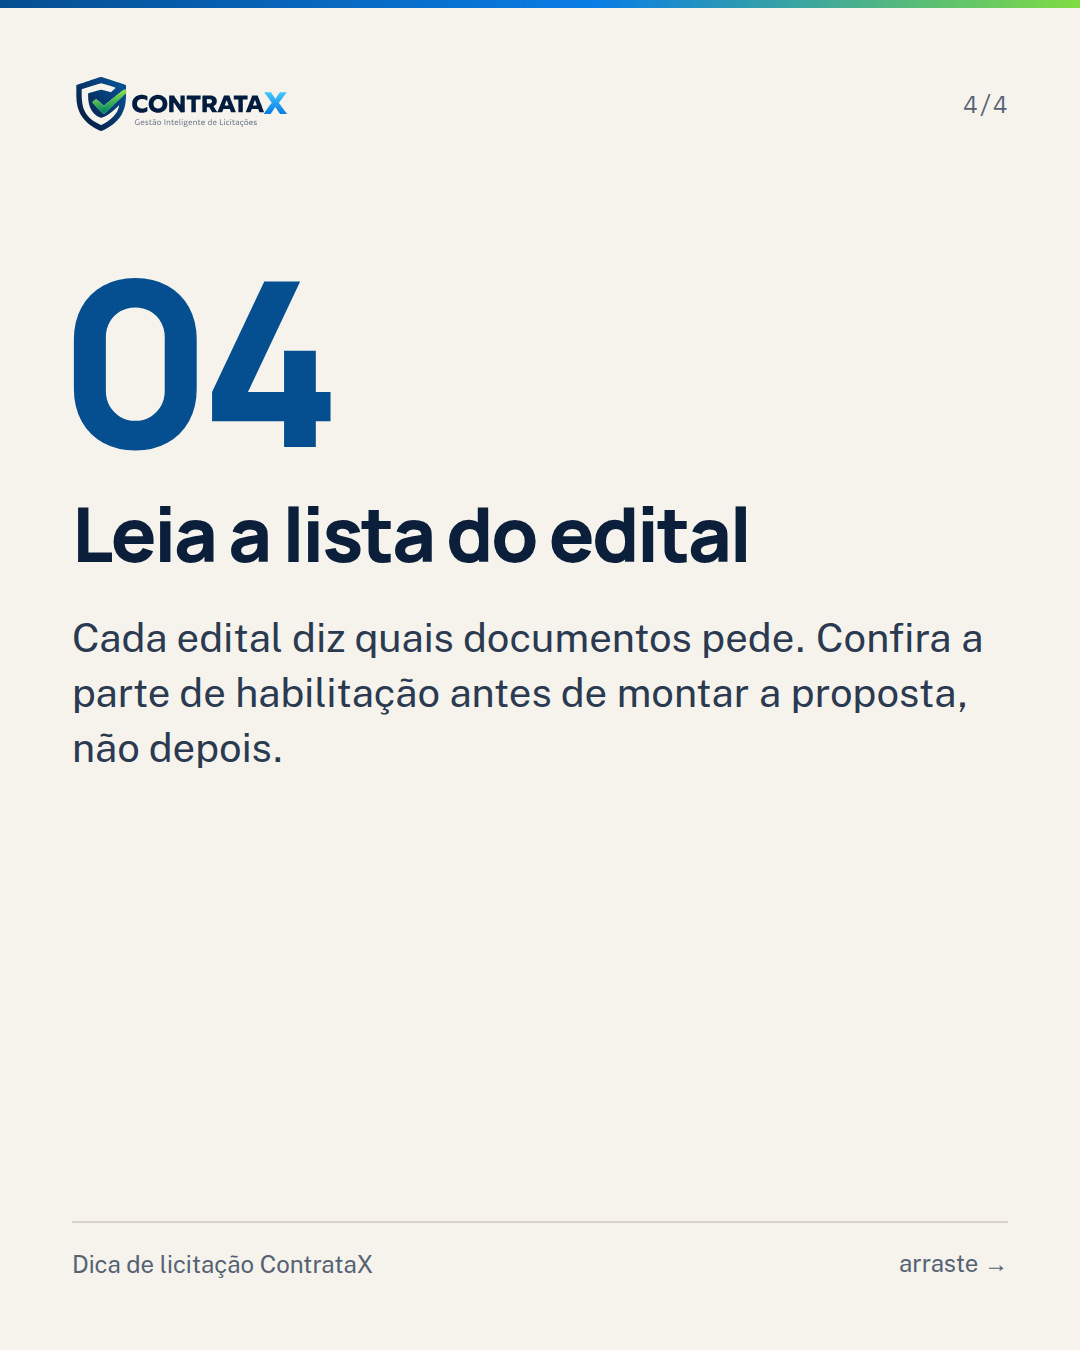 CONTRATAX
Gestão Inteligente de Licitações
4/4
04
Leia a lista do edital
Cada edital diz quais documentos pede. Confira a
parte de habilitação antes de montar a proposta,
não depois.
Dica de licitação ContrataX
arraste →